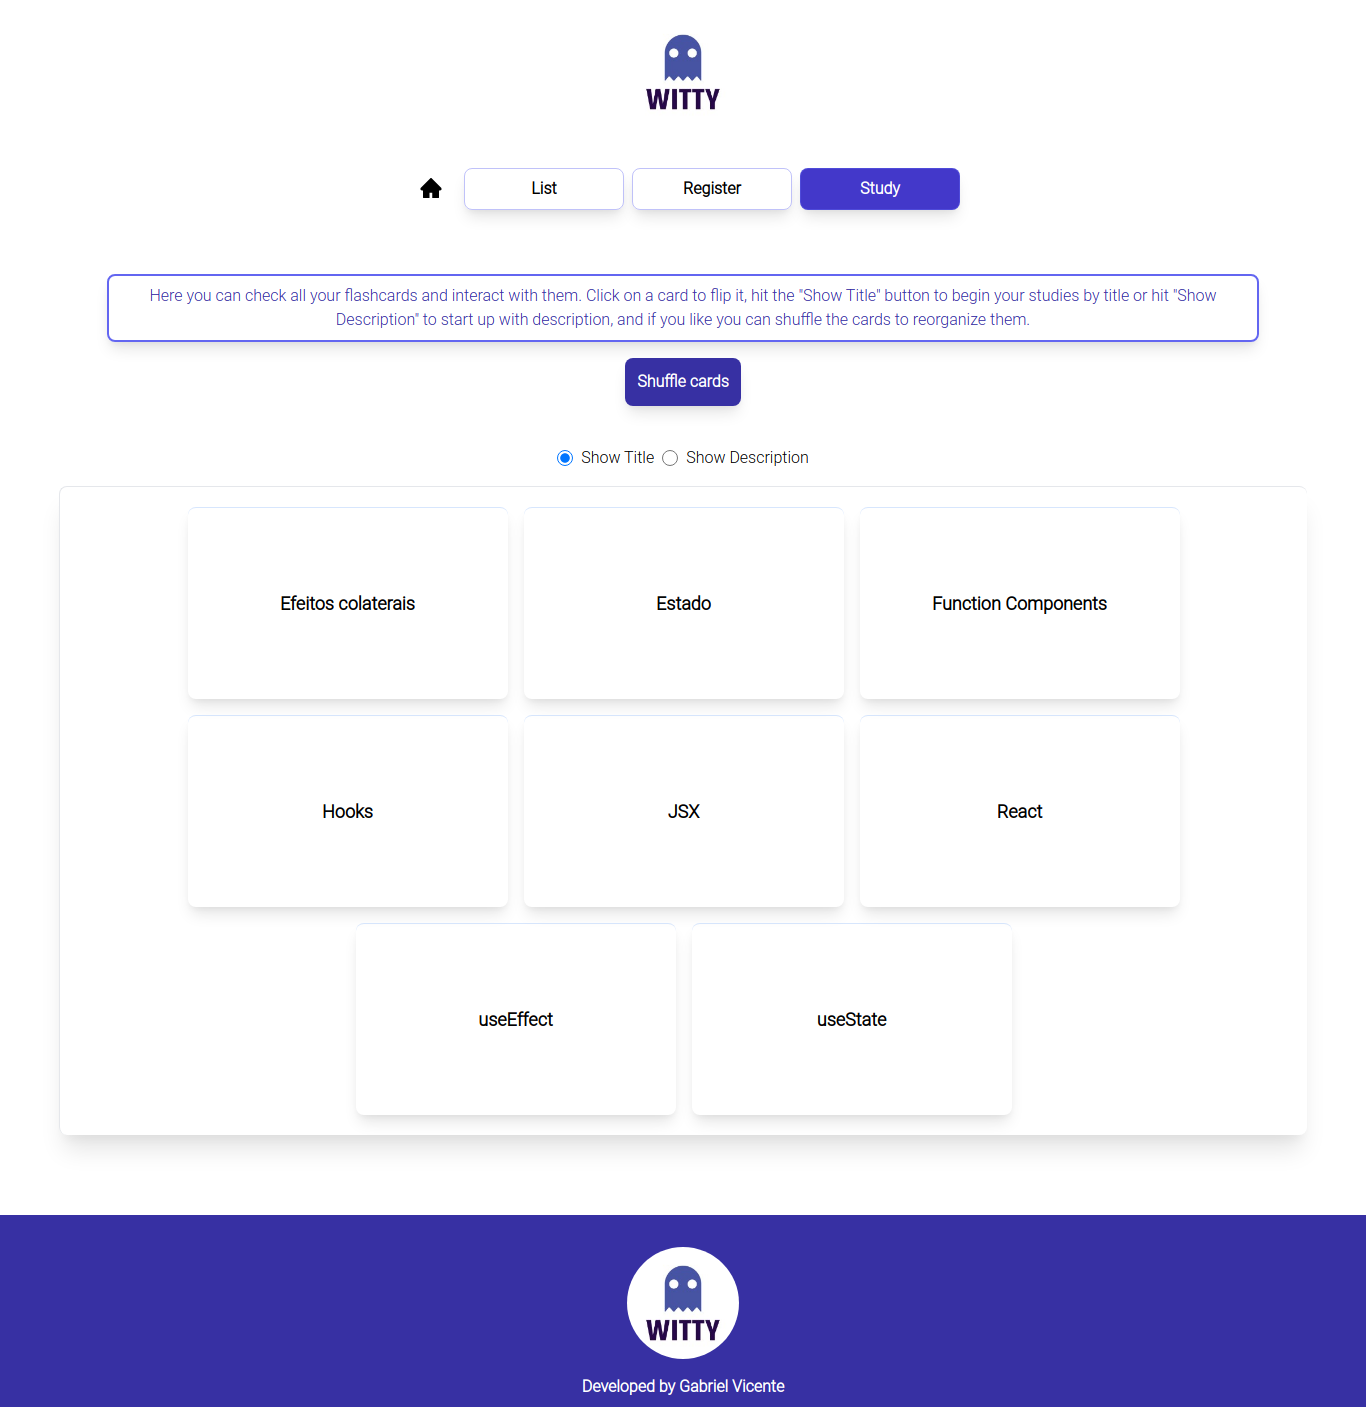 WITTY
List
Register
Study
Here you can check all your flashcards and interact with them. Click on a card to flip it, hit the "Show Title" button to begin your studies by title or hit "Show
Description" to start up with description, and if you like you can shuffle the cards to reorganize them.
Shuffle cards
Show Title
Show Description
Efeitos colaterais
Estado
Function Components
Hooks
JSX
React
useEffect
useState
WITTY
Developed by Gabriel Vicente